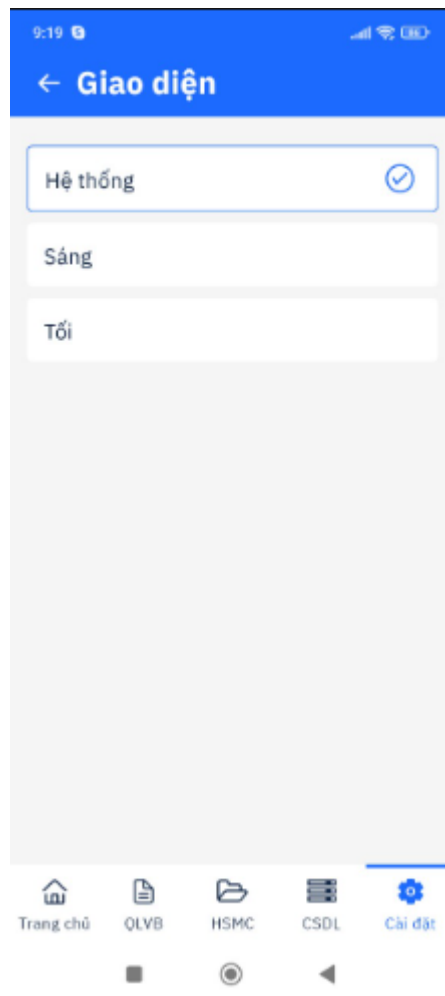 9:19
Giao diện
Hệ thống
Sáng
Tối
Trang chủ QLVB HSMC CSDL Cài đặt